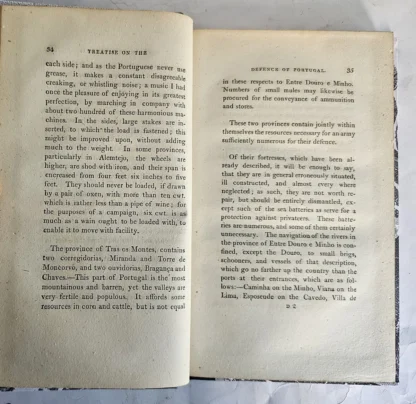 34 TREATISE ON THE
each side; and as the Portuguese never use
grease, it makes a constant disagreeable
creaking, or whistling noise; a music I had
once the pleasure of enjoying in its greatest
perfection, by marching in company with
about two hundred of these harmonious ma-
chines. In the sides, large stakes are in-
serted, to which the load is fastened; this
might be improved upon, without adding
much to the weight. In some provinces,
particularly in Alentejo, the wheels are
higher, are shod with iron, and their span is
encreased from four feet six inches to five
feet. They should never be loaded, if drawn
by a pair of oxen, with more than ten cwt.
which is rather less than a pipe of wine; for
the purposes of a campaign, six cwt. is as
much as a wain ought to be loaded with, to
enable it to move with facility.
The province of Tras os Montes, contains
two corregidorias, Miranda and Torre de
Moncorvo, and two ouvidorias, Bragança and
Chaves.—This part of Portugal is the most
mountainous and barren, yet the valleys are
very fertile and populous. It affords some
resources in corn and cattle, but is not equal
DEFENCE OF PORTUGAL. 35
in these respects to Entre Douro e Minho.
Numbers of small mules may likewise be
procured for the conveyance of ammunition
and stores.
These two provinces contain jointly within
themselves the resources necessary for an army
sufficiently numerous for their defence.
Of their fortresses, which have been al-
ready described, it will be enough to say,
that they are in general erroneously situated,
ill constructed, and almost every where
neglected; as such, they are not worth re-
pair, but should be entirely dismantled, ex-
cept such of the sea batteries as serve for a
protection against privateers. These batte-
ries are numerous, and some of them certainly
unnecessary. The navigation of the rivers in
the province of Entre Douro e Minho is con-
fined, except the Douro, to small brigs,
schooners, and vessels of that description,
which go no farther up the country than the
ports at their entrances, which are as fol-
lows:—Caminha on the Minho, Viana on the
Lima, Esposende on the Cavedo, Villa de
D 2